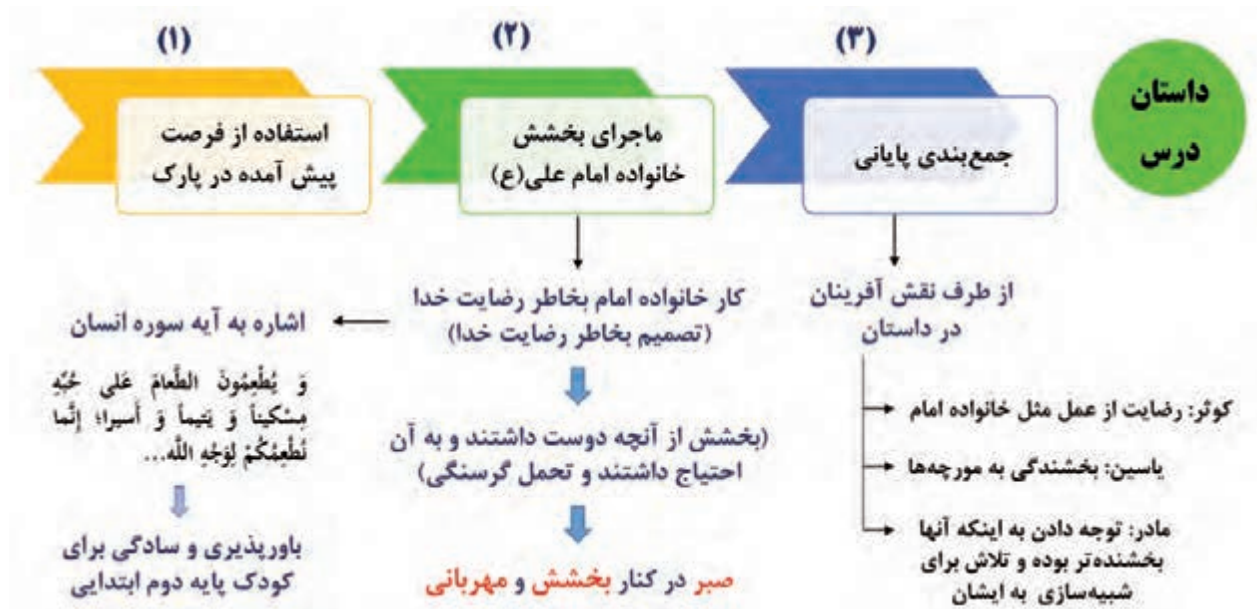 داستان
درس
(۱)
استفاده از فرصت
پیش آمده در پارک
(۲)
ماجرای بخشش
خانواده امام علی(ع)
(۳)
جمع‌بندی پایانی
کار خانواده امام بخاطر رضایت خدا
(تصمیم بخاطر رضایت خدا)
اشاره به آیه سوره انسان
وَ یُطْعِمُونَ الطَّعامَ عَلی حُبِّهِ
مِسْکیناً وَ یَتیماً وَ أسیرا؛ إنَّما
نُطْعِمُکُمْ لِوَجْهِ اللّه...
باورپذیری و سادگی برای
کودک پایه دوم ابتدایی
(بخشش از آنچه دوست داشتند و به آن
احتیاج داشتند و تحمل گرسنگی)
صبر در کنار بخشش و مهربانی
از طرف نقش آفرینان
در داستان
کوثر: رضایت از عمل مثل خانواده امام
یاسین: بخشندگی به مورچه‌ها
مادر: توجه دادن به اینکه آنها
بخشنده‌تر بوده و تلاش برای
شبیه‌سازی به ایشان